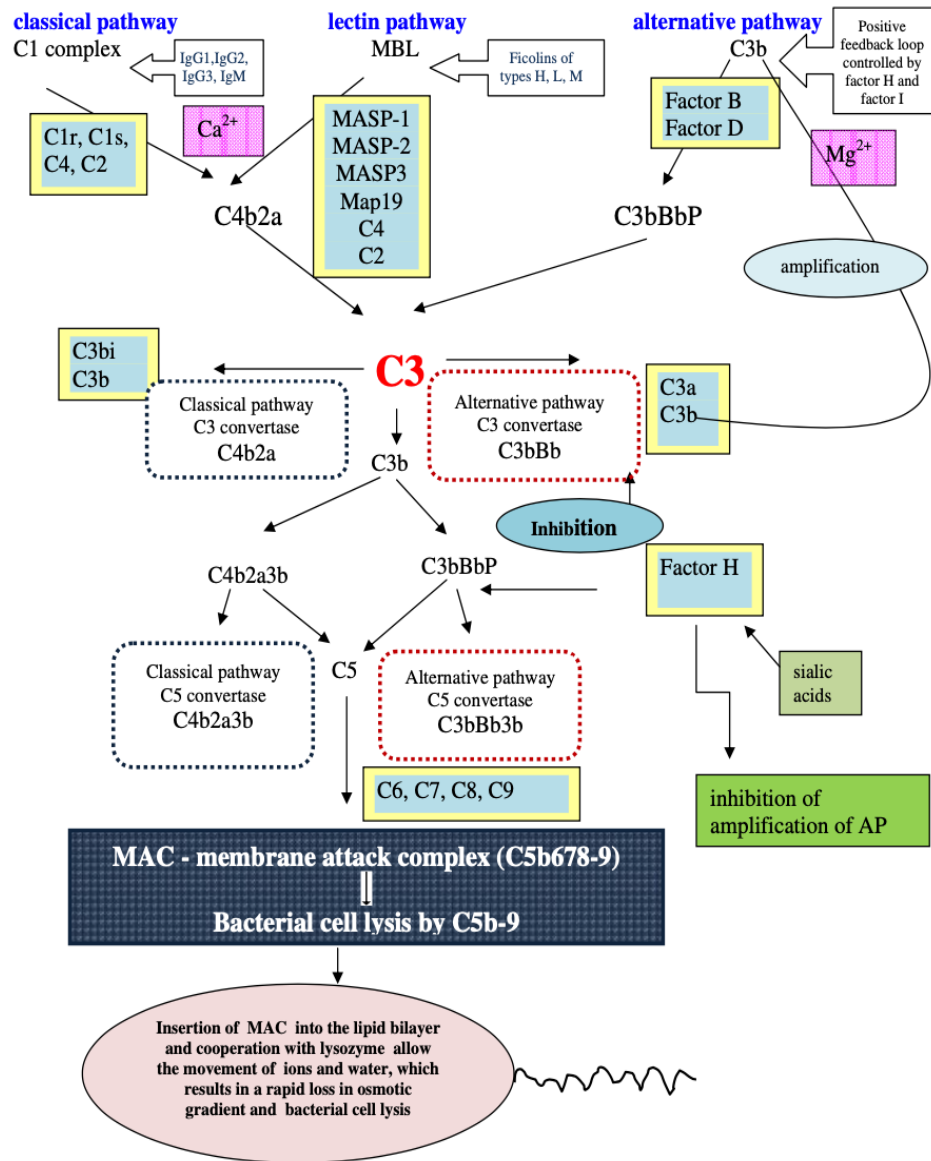 classical pathway
lectin pathway
alternative pathway
C1 complex
IgG1,IgG2,
IgG3, IgM
MBL
Ficolins of
types H, L, M
C3b
Positive
feedback loop
controlled by
factor H and
factor I
C1r, C1s,
C4, C2
Ca2+
MASP-1
MASP-2
MASP3
Map19
C4
C2
Factor B
Factor D
Mg2+
C4b2a
C3bBbP
amplification
C3bi
C3b
C3
C3a
C3b
Classical pathway
C3 convertase
C4b2a
Alternative pathway
C3 convertase
C3bBb
C3b
Inhibition
C4b2a3b
C3bBbP
Factor H
Classical pathway
C5 convertase
C4b2a3b
C5
Alternative pathway
C5 convertase
C3bBb3b
sialic
acids
C6, C7, C8, C9
inhibition of
amplification of AP
MAC - membrane attack complex (C5b678-9)
Bacterial cell lysis by C5b-9
Insertion of MAC into the lipid bilayer
and cooperation with lysozyme allow
the movement of ions and water, which
results in a rapid loss in osmotic
gradient and bacterial cell lysis